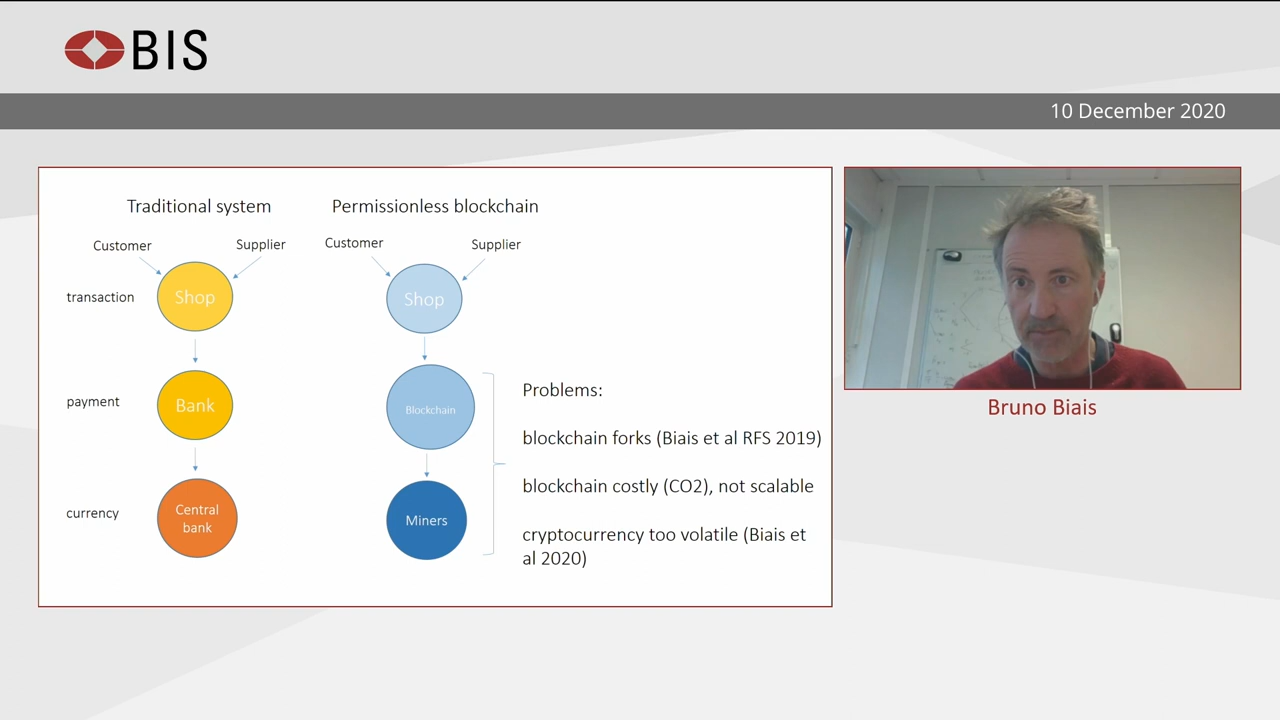 BIS
10 December 2020
Traditional system
Permissionless blockchain
Customer
Supplier
Customer
Supplier
transaction
Shop
Shop
payment
Bank
Blockchain
currency
Central
bank
Miners
Problems:
blockchain forks (Biais et al RFS 2019)
blockchain costly (CO2), not scalable
cryptocurrency too volatile (Biais et
al 2020)
Bruno Biais